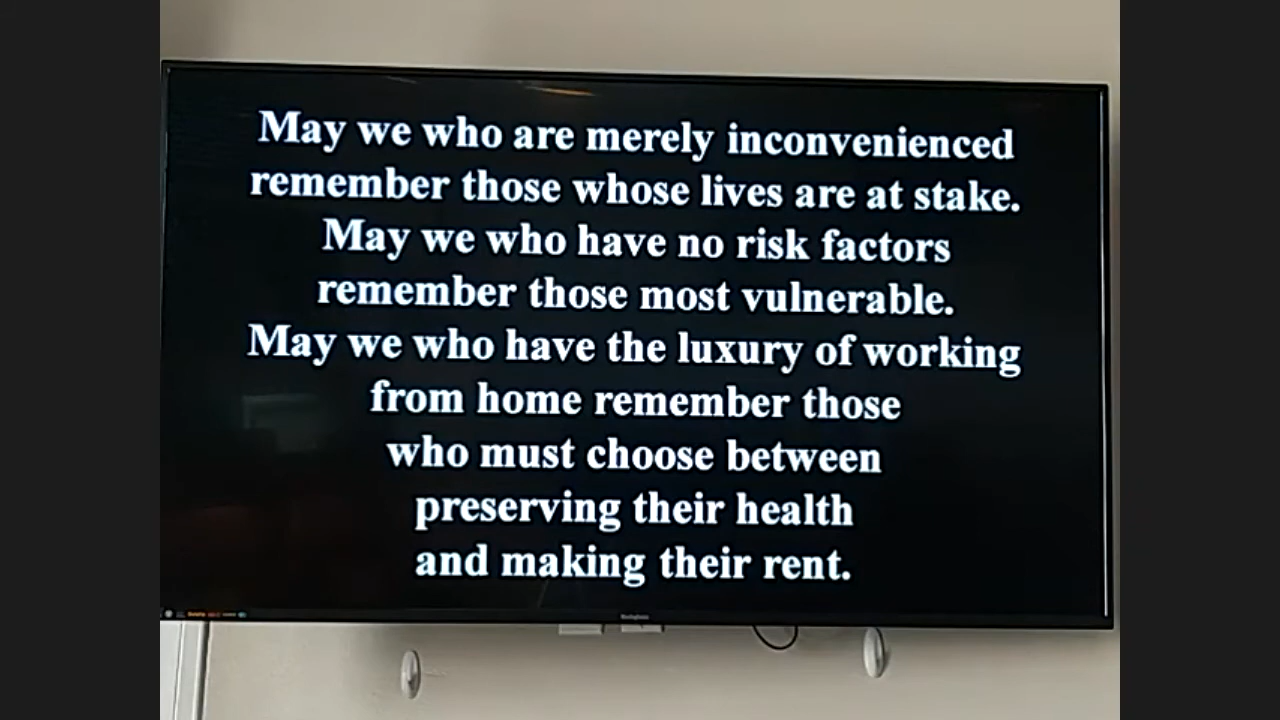 May we who are merely inconvenienced
remember those whose lives are at stake.
May we who have no risk factors
remember those most vulnerable.
May we who have the luxury of working
from home remember those
who must choose between
preserving their health
and making their rent.